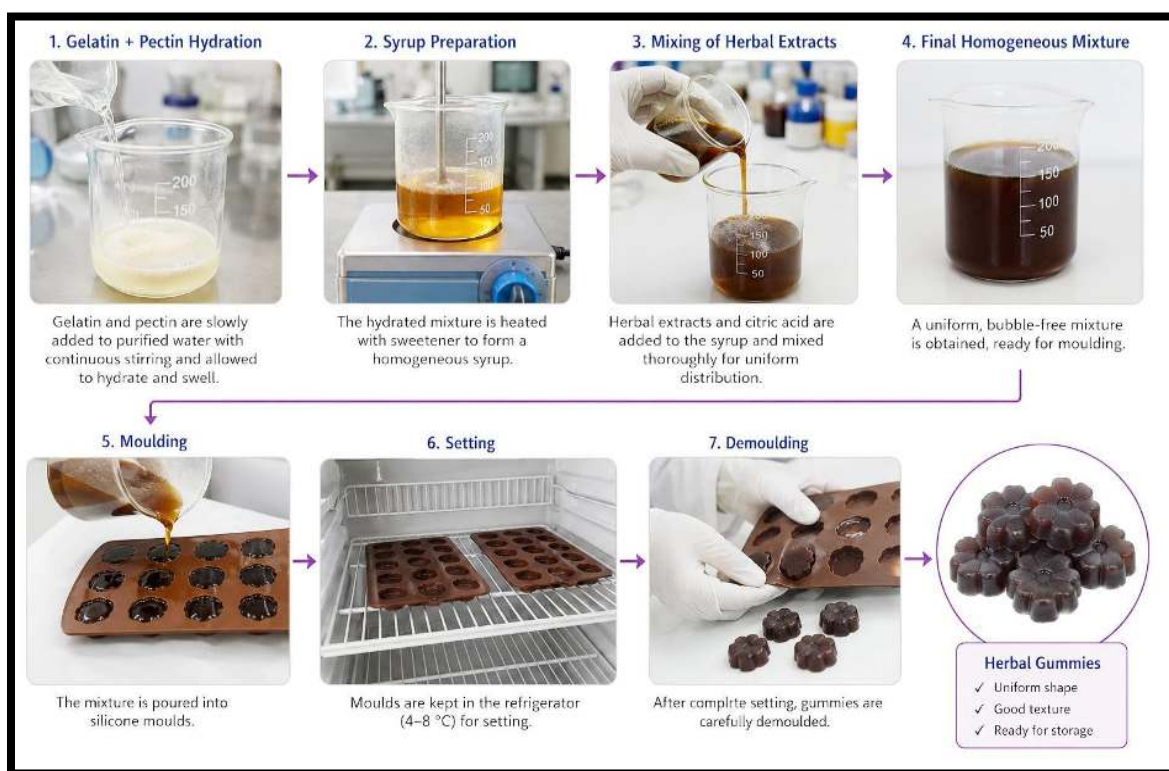 1. Gelatin + Pectin Hydration
2. Syrup Preparation
3. Mixing of Herbal Extracts
4. Final Homogeneous Mixture
200
150
200
150
100
50
150
100
50
200
150
100
50
Gelatin and pectin are slowly
added to purified water with
continuous stirring and allowed
to hydrate and swell.
The hydrated mixture is heated
with sweetener to form a
homogeneous syrup.
Herbal extracts and citric acid are
added to the syrup and mixed
thoroughly for uniform
distribution.
A uniform, bubble-free mixture
is obtained, ready for moulding.
5. Moulding
6. Setting
7. Demoulding
The mixture is poured into
silicone moulds.
Moulds are kept in the refrigerator
(4–8 °C) for setting.
After complrte setting, gummies are
carefully demoulded.
Herbal Gummies
✓ Uniform shape
✓ Good texture
✓ Ready for storage